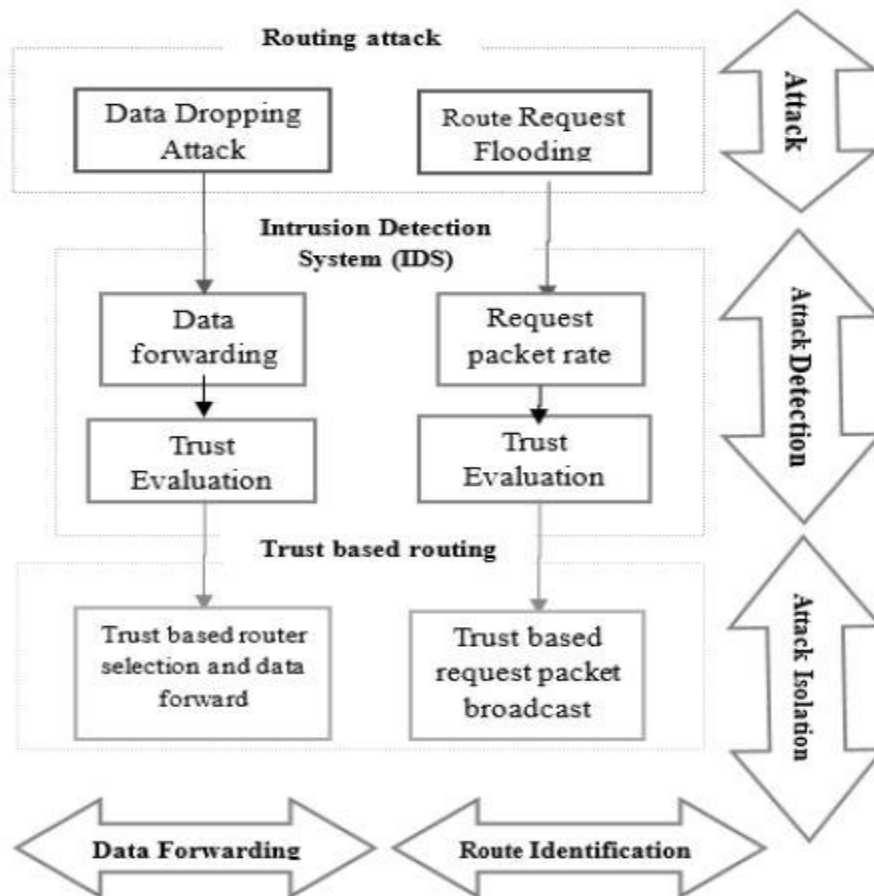 Routing attack
Data Dropping
Attack
Route Request
Flooding
Attack
Intrusion Detection
System (IDS)
Data
forwarding
Request
packet rate
Trust
Evaluation
Trust
Evaluation
Attack Detection
Trust based routing
Trust based router
selection and data
forward
Trust based
request packet
broadcast
Attack Isolation
Data Forwarding
Route Identification